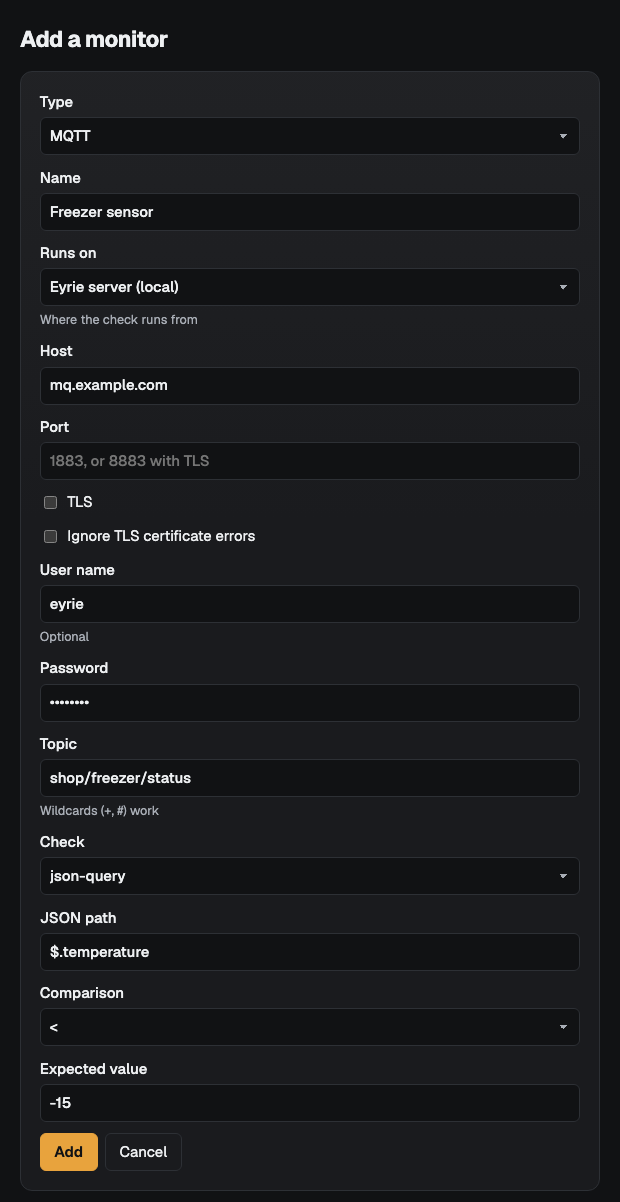 Add a monitor
Type
MQTT
Name
Freezer sensor
Runs on
Eyrie server (local)
Where the check runs from
Host
mq.example.com
Port
1883, or 8883 with TLS
TLS
Ignore TLS certificate errors
User name
eyrie
Optional
Password
••••••••
Topic
shop/freezer/status
Wildcards (+, #) work
Check
json-query
JSON path
$.temperature
Comparison
<
Expected value
-15
Add
Cancel